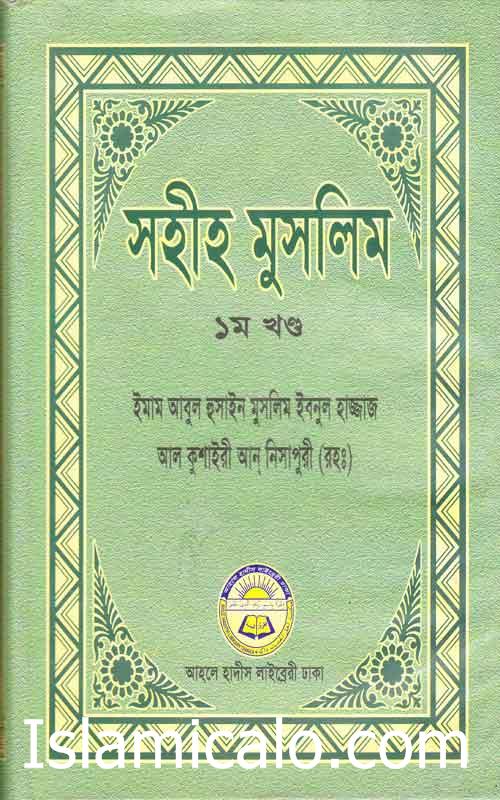 সহীহ মুসলিম
১ম খণ্ড
ইমাম আবুল হুসাইন মুসলিম ইবনুল হাজ্জাজ
আল কুশাইরী আন্ নিসাপুরী (রহঃ)
আহলে হাদীস লাইব্রেরী ঢাকা
Islamicalo.com